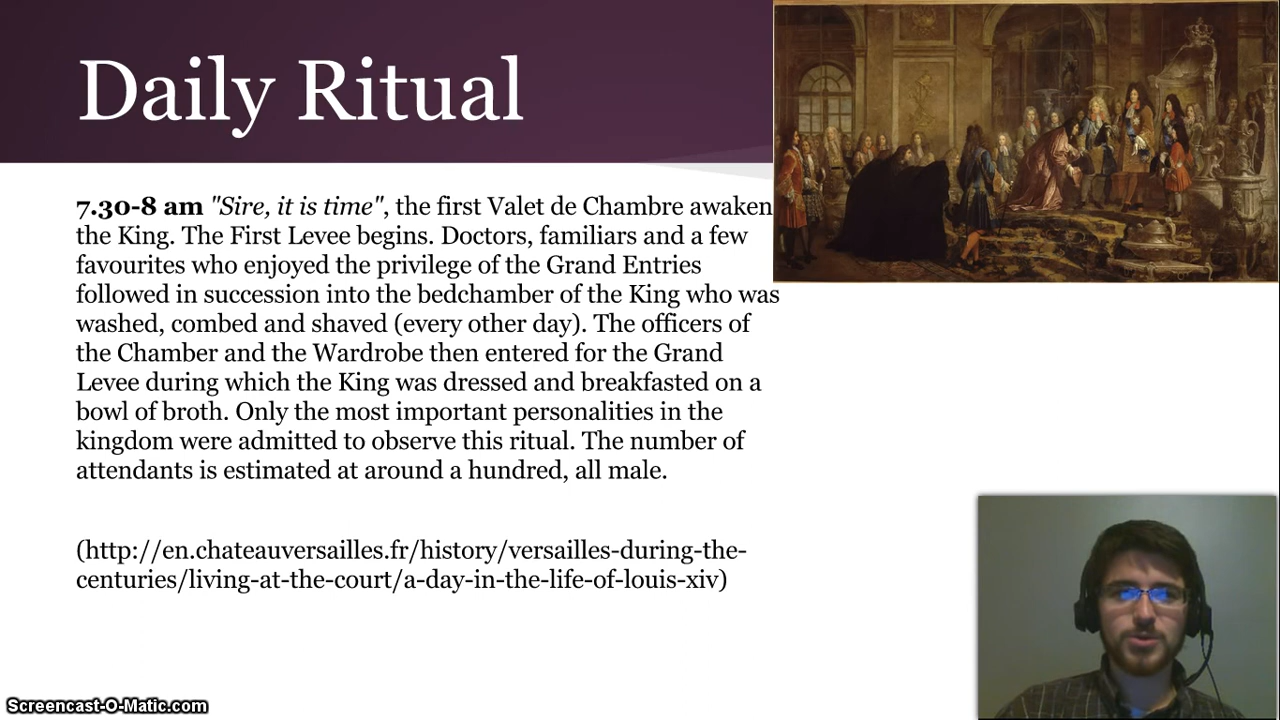 Daily Ritual
7.30-8 am "Sire, it is time", the first Valet de Chambre awaken
the King. The First Levee begins. Doctors, familiars and a few
favourites who enjoyed the privilege of the Grand Entries
followed in succession into the bedchamber of the King who was
washed, combed and shaved (every other day). The officers of
the Chamber and the Wardrobe then entered for the Grand
Levee during which the King was dressed and breakfasted on a
bowl of broth. Only the most important personalities in the
kingdom were admitted to observe this ritual. The number of
attendants is estimated at around a hundred, all male.
(http://en.chateauversailles.fr/history/versailles-during-the-
centuries/living-at-the-court/a-day-in-the-life-of-louis-xiv)
Screencast-O-Matic.com